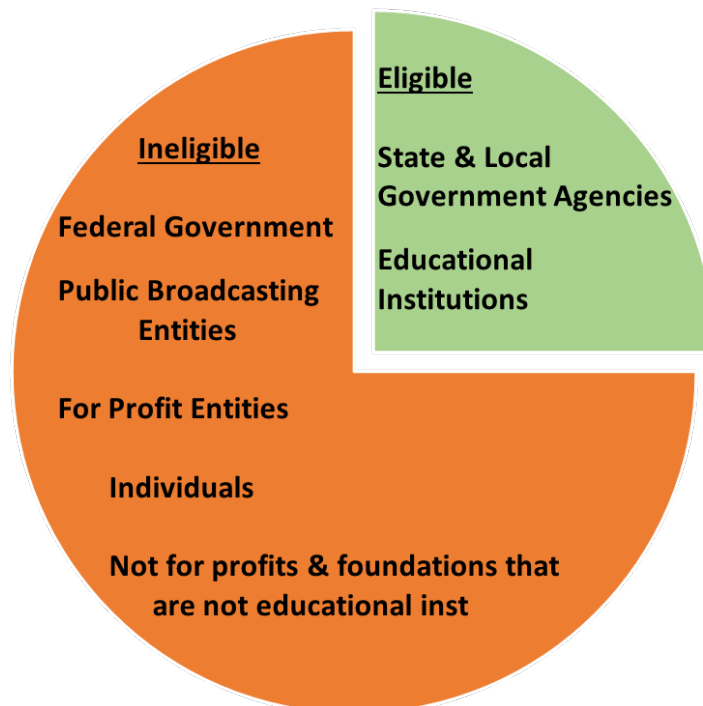 Eligible
State & Local
Government Agencies
Educational
Institutions
Ineligible
Federal Government
Public Broadcasting
Entities
For Profit Entities
Individuals
Not for profits & foundations that
are not educational inst